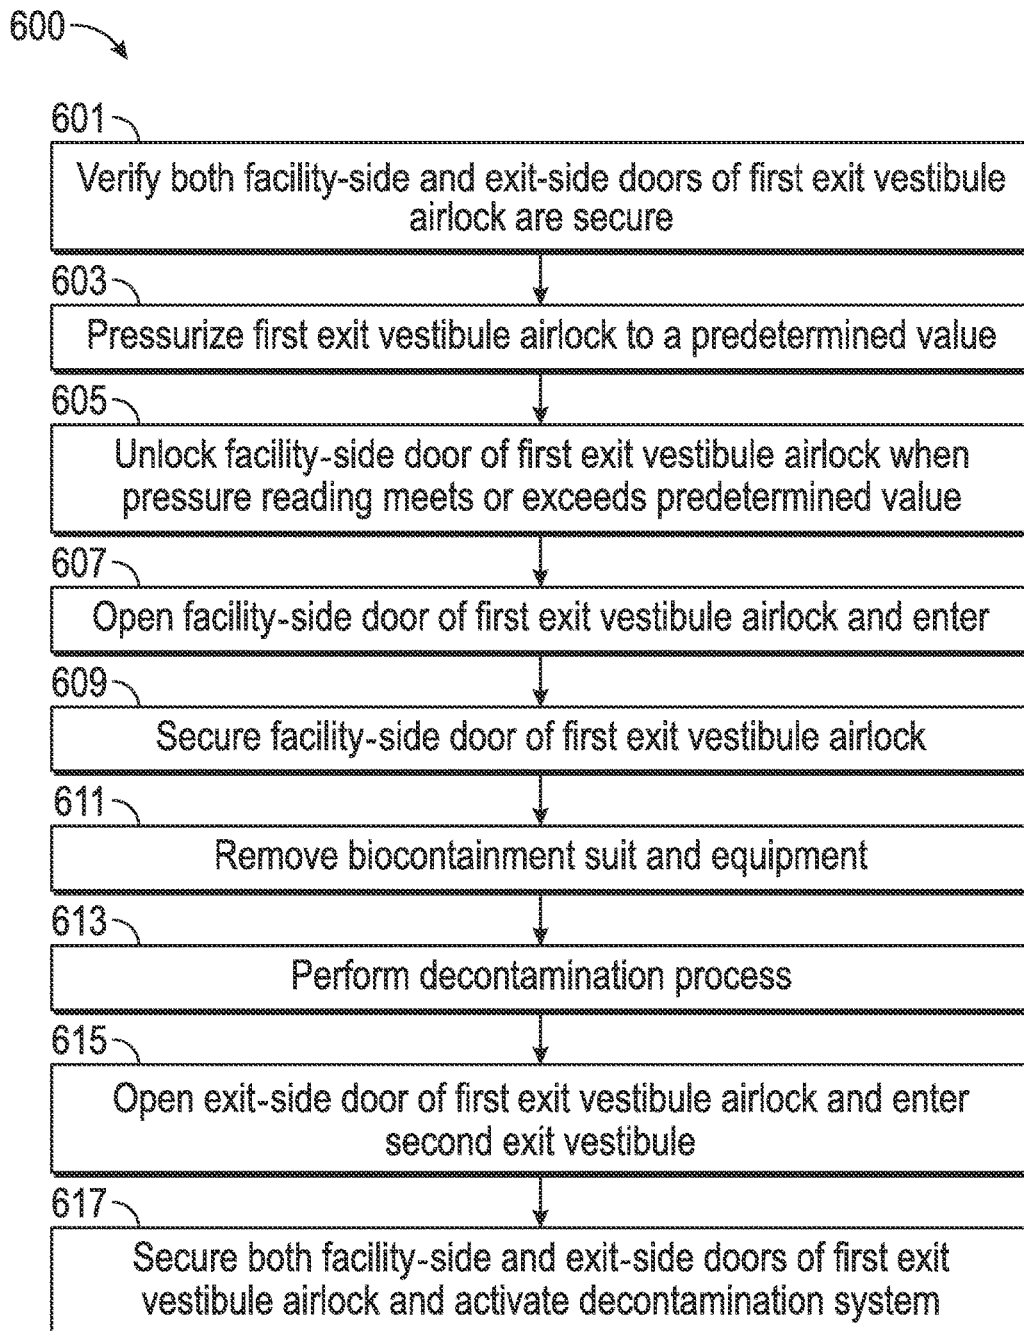 600
601
Verify both facility-side and exit-side doors of first exit vestibule
airlock are secure
603
Pressurize first exit vestibule airlock to a predetermined value
605
Unlock facility-side door of first exit vestibule airlock when
pressure reading meets or exceeds predetermined value
607
Open facility-side door of first exit vestibule airlock and enter
609
Secure facility-side door of first exit vestibule airlock
611
Remove biocontainment suit and equipment
613
Perform decontamination process
615
Open exit-side door of first exit vestibule airlock and enter
second exit vestibule
617
Secure both facility-side and exit-side doors of first exit
vestibule airlock and activate decontamination system